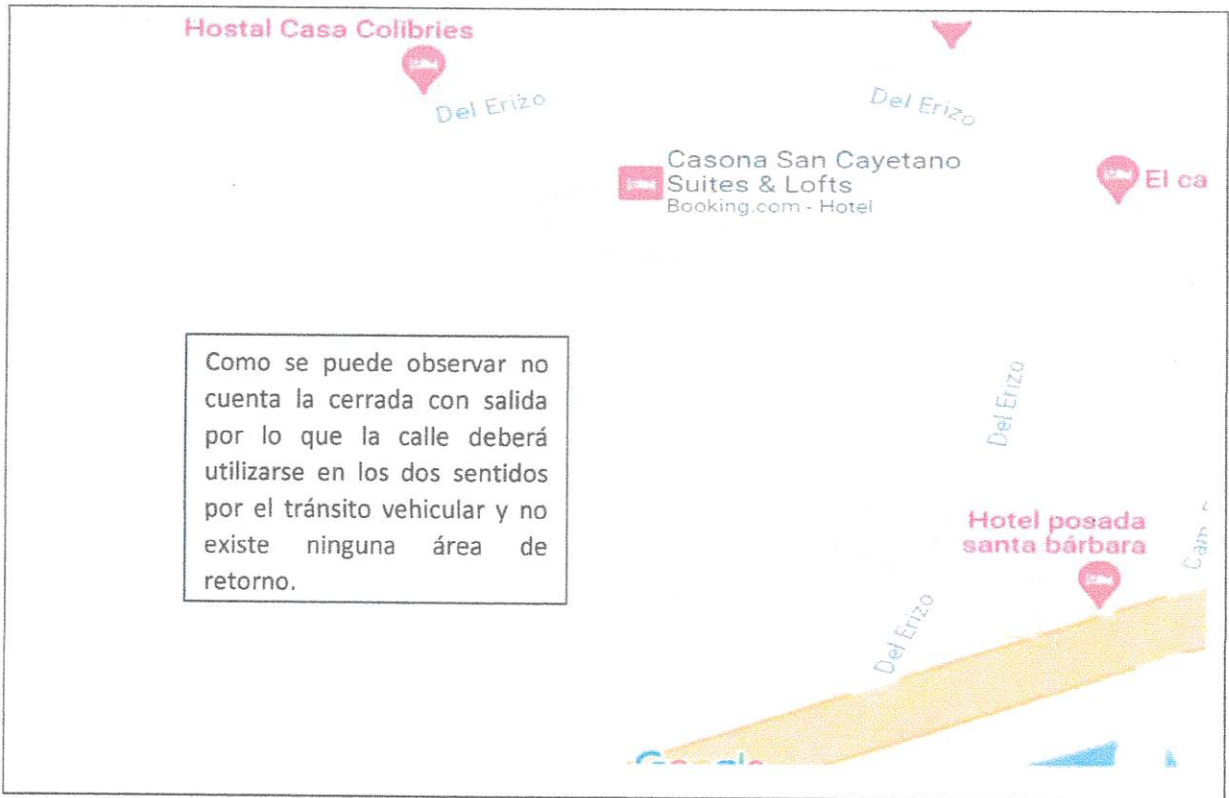 Hostal Casa Colibries
Del Erizo
Del Erizo
Casona San Cayetano
Suites & Lofts
Booking.com - Hotel
El ca
Como se puede observar no
cuenta la cerrada con salida
por lo que la calle deberá
utilizarse en los dos sentidos
por el tránsito vehicular y no
existe ninguna área de
retorno.
Del Erizo
Hotel posada
santa bárbara
Cam
Del Erizo
Google